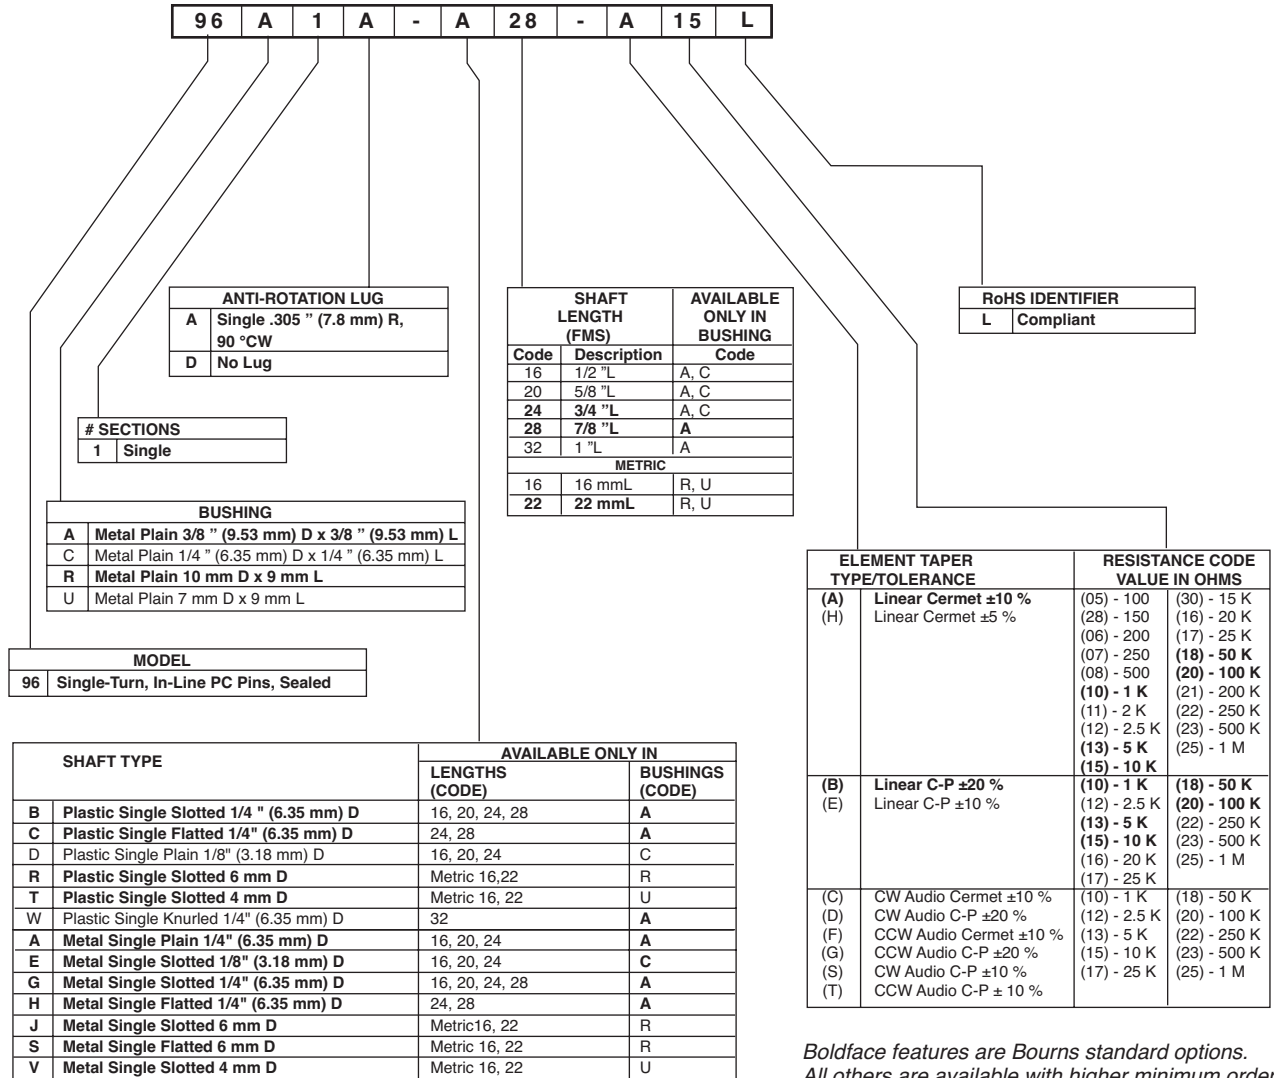 96 A 1 A - A 28 - A 15 L
ANTI-ROTATION LUG
A Single .305 ” (7.8 mm) R,
90 °CW
D No Lug
# SECTIONS
1 Single
BUSHING
A Metal Plain 3/8 ” (9.53 mm) D x 3/8 ” (9.53 mm) L
C Metal Plain 1/4 ” (6.35 mm) D x 1/4 ” (6.35 mm) L
R Metal Plain 10 mm D x 9 mm L
U Metal Plain 7 mm D x 9 mm L
MODEL
96 Single-Turn, In-Line PC Pins, Sealed
SHAFT AVAILABLE
LENGTH ONLY IN
(FMS) BUSHING
Code Description Code
16 1/2 ”L A, C
20 5/8 ”L A, C
24 3/4 ”L A, C
28 7/8 ”L A
32 1 ”L A
METRIC
16 16 mmL R, U
22 22 mmL R, U
RoHS IDENTIFIER
L Compliant
SHAFT TYPE AVAILABLE ONLY IN
LENGTHS BUSHINGS
(CODE) (CODE)
B Plastic Single Slotted 1/4 " (6.35 mm) D 16, 20, 24, 28 A
C Plastic Single Flatted 1/4" (6.35 mm) D 24, 28 A
D Plastic Single Plain 1/8" (3.18 mm) D 16, 20, 24 C
R Plastic Single Slotted 6 mm D Metric 16,22 R
T Plastic Single Slotted 4 mm D Metric 16, 22 U
W Plastic Single Knurled 1/4" (6.35 mm) D 32 A
A Metal Single Plain 1/4" (6.35 mm) D 16, 20, 24 A
E Metal Single Slotted 1/8" (3.18 mm) D 16, 20, 24 C
G Metal Single Slotted 1/4" (6.35 mm) D 16, 20, 24, 28 A
H Metal Single Flatted 1/4" (6.35 mm) D 24, 28 A
J Metal Single Slotted 6 mm D Metric16, 22 R
S Metal Single Flatted 6 mm D Metric 16, 22 R
V Metal Single Slotted 4 mm D Metric 16, 22 U
ELEMENT TAPER RESISTANCE CODE
TYPE/TOLERANCE VALUE IN OHMS
(A) Linear Cermet ±10 % (05) - 100 (30) - 15 K
(H) Linear Cermet ±5 % (28) - 150 (16) - 20 K
(06) - 200 (17) - 25 K
(07) - 250 (18) - 50 K
(08) - 500 (20) - 100 K
(10) - 1 K (21) - 200 K
(11) - 2 K (22) - 250 K
(12) - 2.5 K (23) - 500 K
(13) - 5 K (25) - 1 M
(15) - 10 K
(B) Linear C-P ±20 % (10) - 1 K (18) - 50 K
(E) Linear C-P ±10 % (12) - 2.5 K (20) - 100 K
(13) - 5 K (22) - 250 K
(15) - 10 K (23) - 500 K
(16) - 20 K (25) - 1 M
(17) - 25 K
(C) CW Audio Cermet ±10 % (10) - 1 K (18) - 50 K
(D) CW Audio C-P ±20 % (12) - 2.5 K (20) - 100 K
(F) CCW Audio Cermet ±10 % (13) - 5 K (22) - 250 K
(G) CCW Audio C-P ±20 % (15) - 10 K (23) - 500 K
(S) CW Audio C-P ±10 % (17) - 25 K (25) - 1 M
(T) CCW Audio C-P ± 10 %
Boldface features are Bourns standard options.
All others are available with higher minimum order